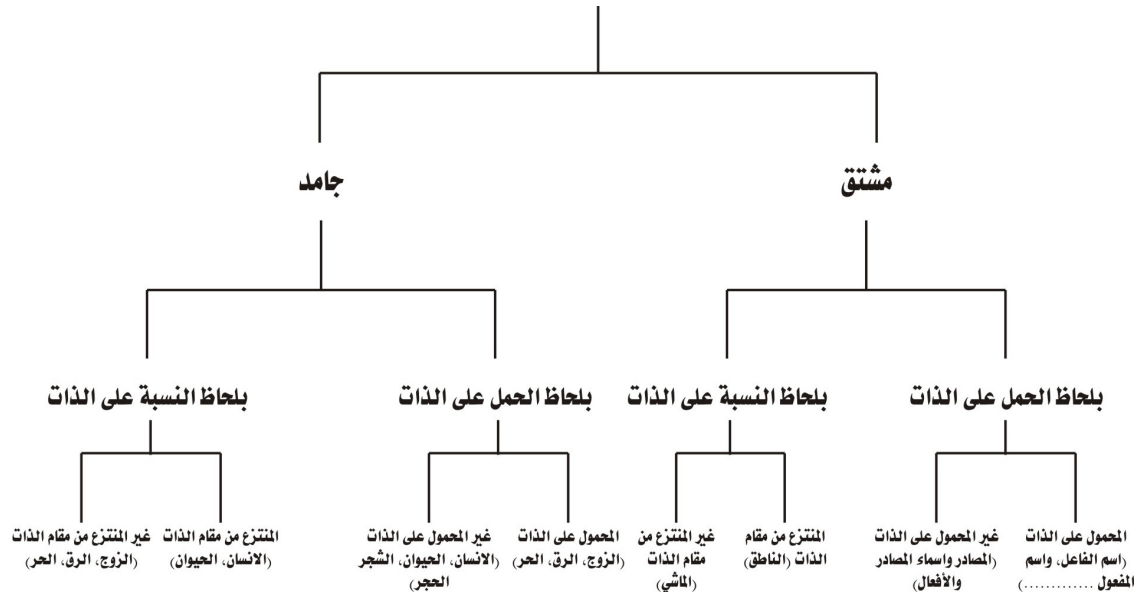 مشتق
جامد
بلحاظ الحمل على الذات
بلحاظ النسبة على الذات
بلحاظ الحمل على الذات
بلحاظ النسبة على الذات
المحمول على الذات
(اسم الفاعل، واسم
المفعول .............)
غير المحمول على الذات
(المصادر واسماء المصادر
والأفعال)
المنتزع من مقام
الذات (الناطق)
غير المنتزع من
مقام الذات
(الماشي)
المحمول على الذات
(الزوج، الرق، الحر)
غير المحمول على الذات
(الانسان، الحيوان، الشجر
الحجر)
المنتزع من مقام الذات
(الانسان، الحيوان)
غير المنتزع من مقام الذات
(الزوج، الرق، الحر)